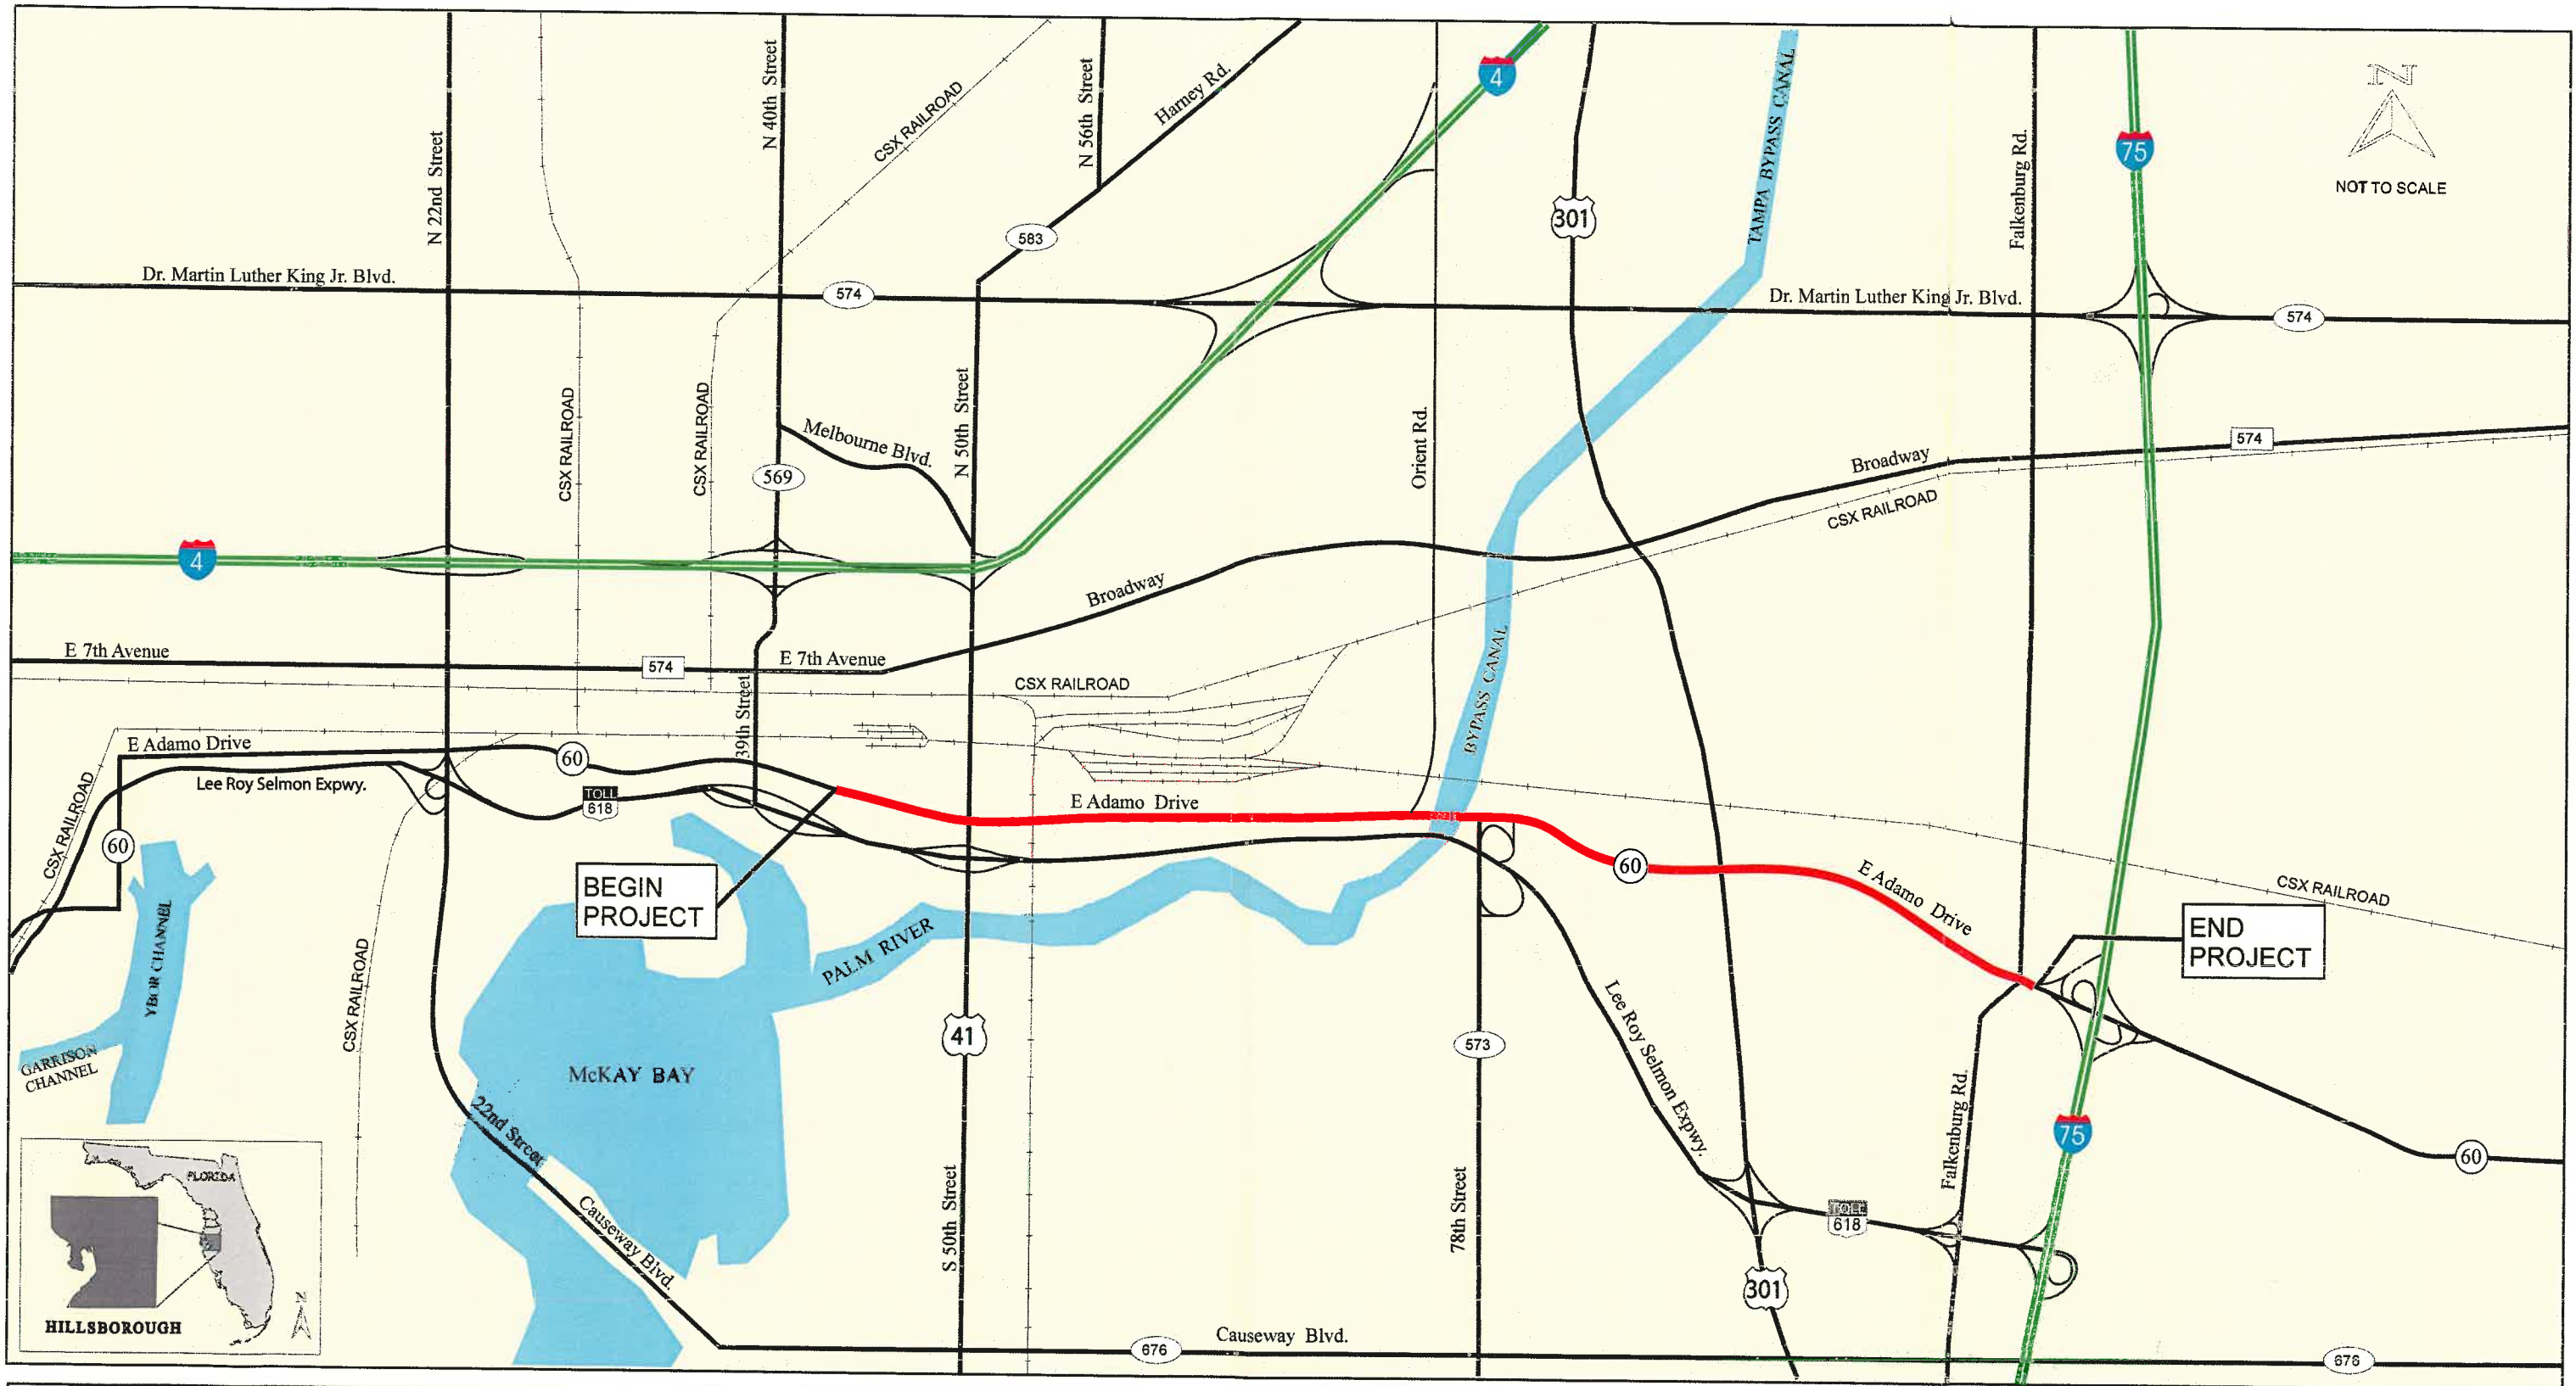 N 22nd Street
N 40th Street
CSX RAILROAD
N 56th Street
Harney Rd.
4
301
TAMPA BYPASS CANAL
Falkenburg Rd.
75
N
NOT TO SCALE
583
Dr. Martin Luther King Jr. Blvd.
574
Dr. Martin Luther King Jr. Blvd.
574
CSX RAILROAD
CSX RAILROAD
Melbourne Blvd.
569
N 50th Street
Orient Rd.
Broadway
574
CSX RAILROAD
4
Broadway
E 7th Avenue
574
E 7th Avenue
CSX RAILROAD
39th Street
BYPASS CANAL
E Adamo Drive
60
Lee Roy Selmon Expwy.
TOLL
618
E Adamo Drive
CSX RAILROAD
60
60
E Adamo Drive
CSX RAILROAD
BEGIN
PROJECT
END
PROJECT
YBOR CHANNEL
PALM RIVER
CSX RAILROAD
GARRISON
CHANNEL
McKAY BAY
41
573
Lee Roy Selmon Expwy.
Falkenburg Rd.
75
60
22nd Street
Causeway Blvd.
S 50th Street
78th Street
TOLL
618
301
FLORIDA
N
HILLSBOROUGH
Causeway Blvd.
676
676